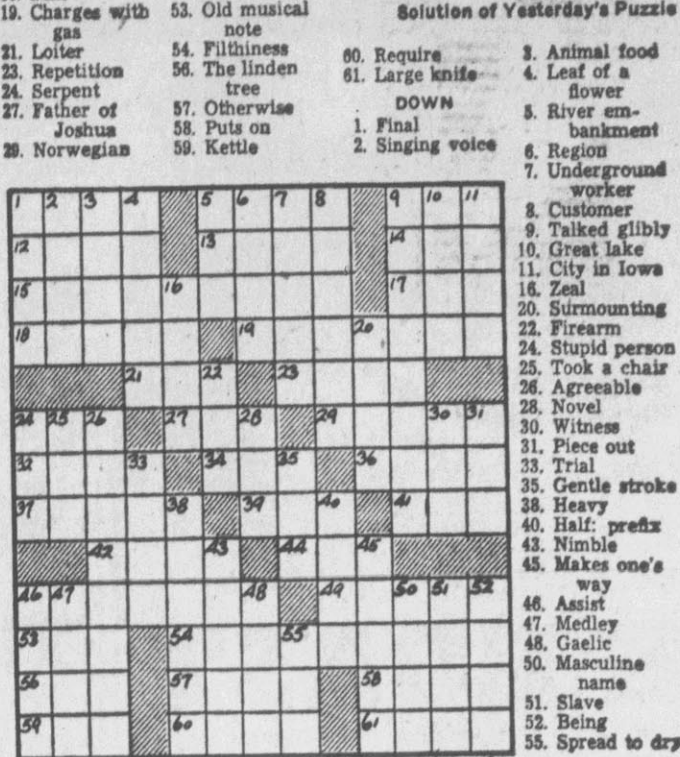 19. Charges with
gas
21. Loiter
23. Repetition
24. Serpent
27. Father of
Joshua
29. Norwegian
53. Old musical
note
54. Filthiness
56. The linden
tree
57. Otherwise
58. Puts on
59. Kettle
Solution of Yesterday's Puzzle
60. Require
61. Large knife
DOWN
1. Final
2. Singing voice
3. Animal food
4. Leaf of a
flower
5. River em-
bankment
6. Region
7. Underground
worker
8. Customer
9. Talked glibly
10. Great lake
11. City in Iowa
16. Zeal
20. Surmounting
22. Firearm
24. Stupid person
25. Took a chair
26. Agreeable
28. Novel
30. Witness
31. Piece out
33. Trial
35. Gentle stroke
38. Heavy
40. Half: prefix
43. Nimble
45. Makes one's
way
46. Assist
47. Medley
48. Gaelic
50. Masculine
name
51. Slave
52. Being
55. Spread to dry
1 2 3 4 5 6 7 8 9 10 11
12 13 14
15 16 17
18 19 20
21 22 23
24 25 26 27 28 29 30 31
32 33 34 35 36
37 38 39 40 41
42 43 44 45
46 47 48 49 50 51 52
53 54 55
56 57 58
59 60 61